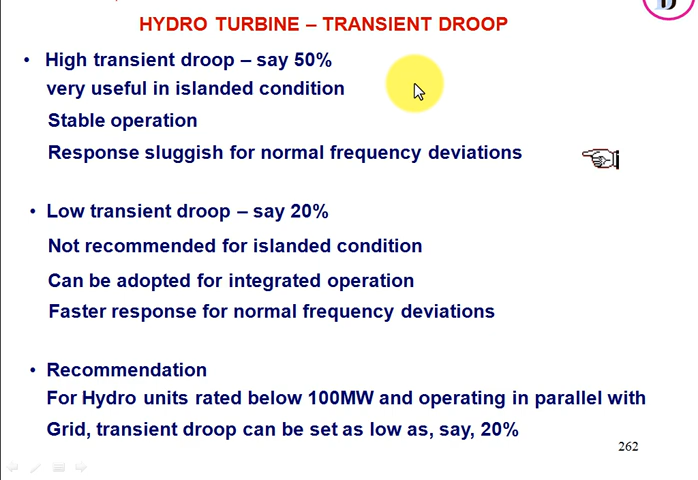 HYDRO TURBINE – TRANSIENT DROOP
• High transient droop – say 50%
very useful in islanded condition
Stable operation
Response sluggish for normal frequency deviations
• Low transient droop – say 20%
Not recommended for islanded condition
Can be adopted for integrated operation
Faster response for normal frequency deviations
• Recommendation
For Hydro units rated below 100MW and operating in parallel with
Grid, transient droop can be set as low as, say, 20%
262